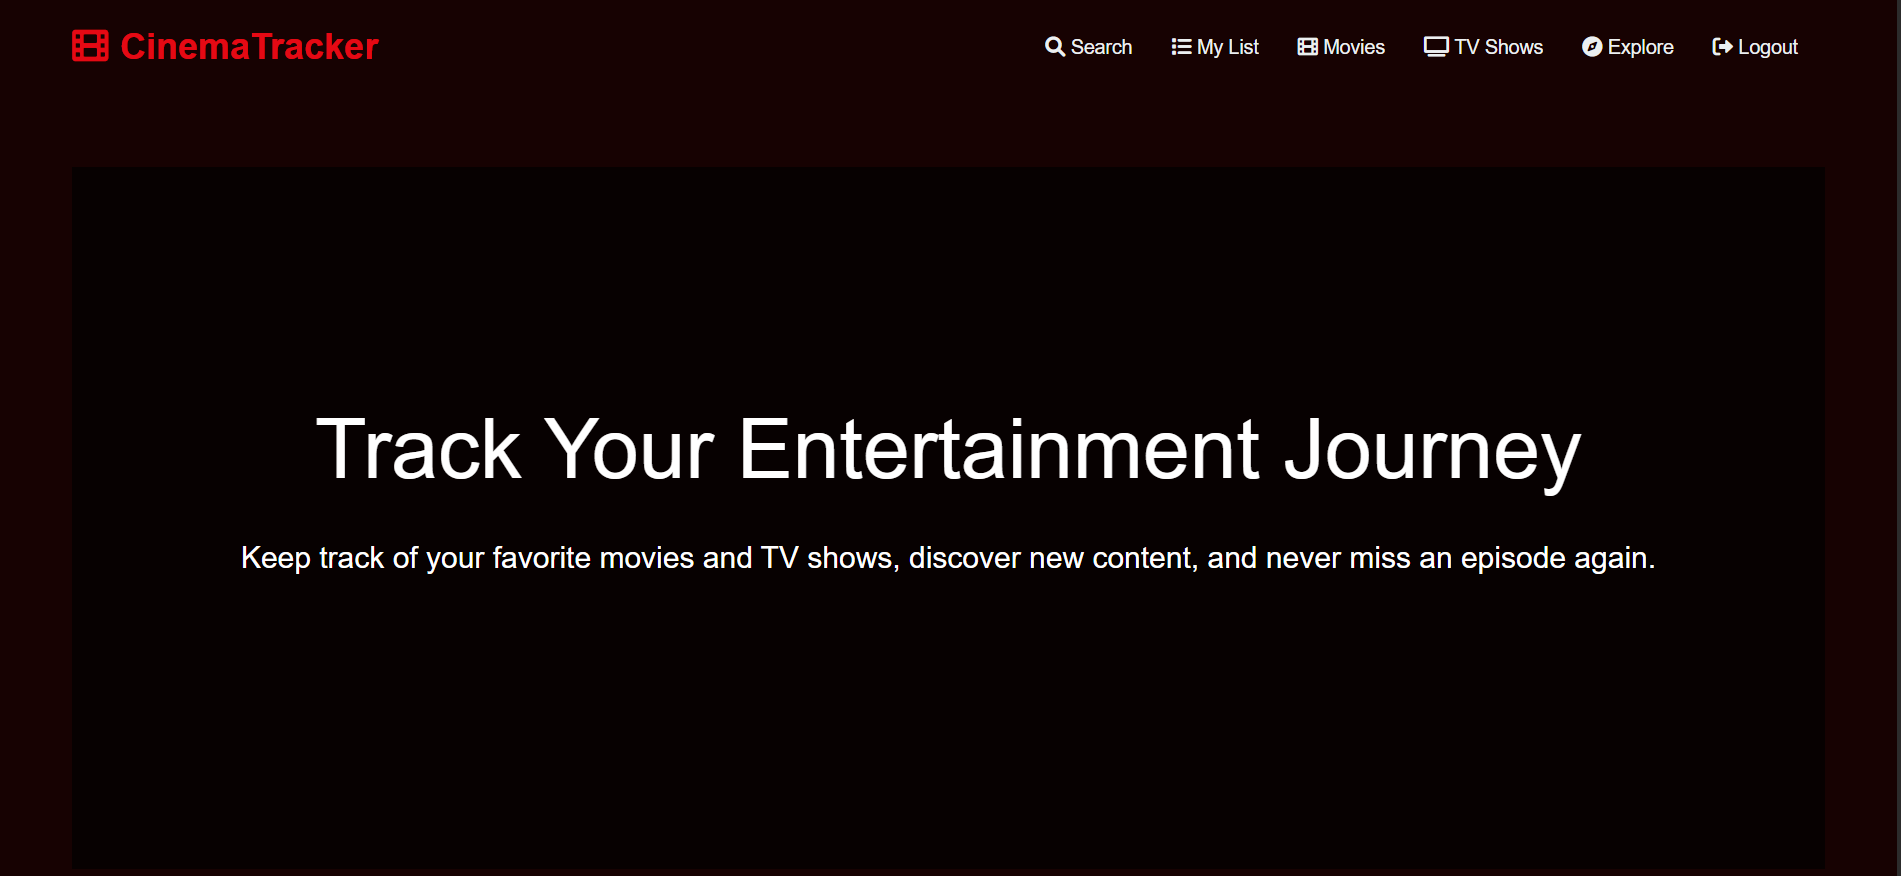 CinemaTracker
Search My List Movies TV Shows Explore Logout
Track Your Entertainment Journey
Keep track of your favorite movies and TV shows, discover new content, and never miss an episode again.